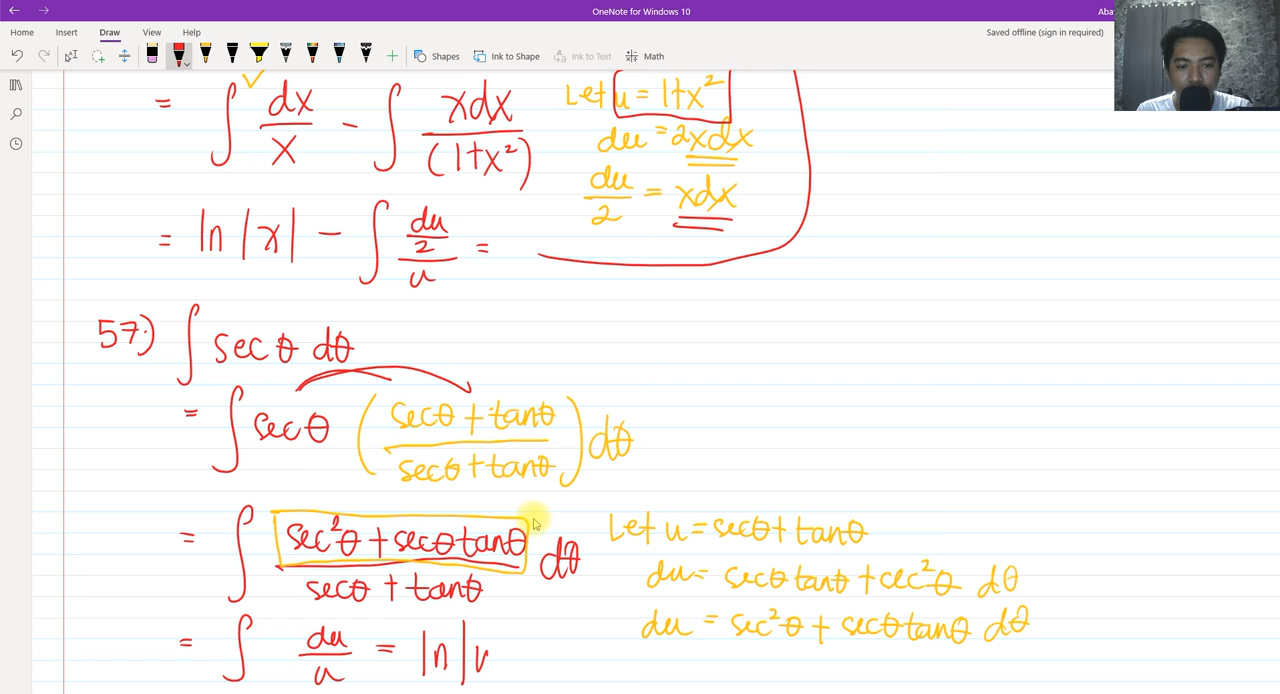 OneNote for Windows 10
Aba
Home Insert Draw View Help
Saved offline (sign in required)
Shapes Ink to Shape Ink to Text Math
= ∫ dx/x - ∫ xdx/(1+x²)
Let u = 1+x²
du = 2xdx
du/2 = xdx
= ln|x| - ∫ (du/2)/u =
57.) ∫ secθ dθ
= ∫ secθ (secθ+tanθ / secθ+tanθ) dθ
= ∫ (sec²θ + secθtanθ)/(secθ + tanθ) dθ
Let u = secθ + tanθ
du = secθtanθ + sec²θ dθ
du = sec²θ + secθtanθ dθ
= ∫ du/u = ln|u